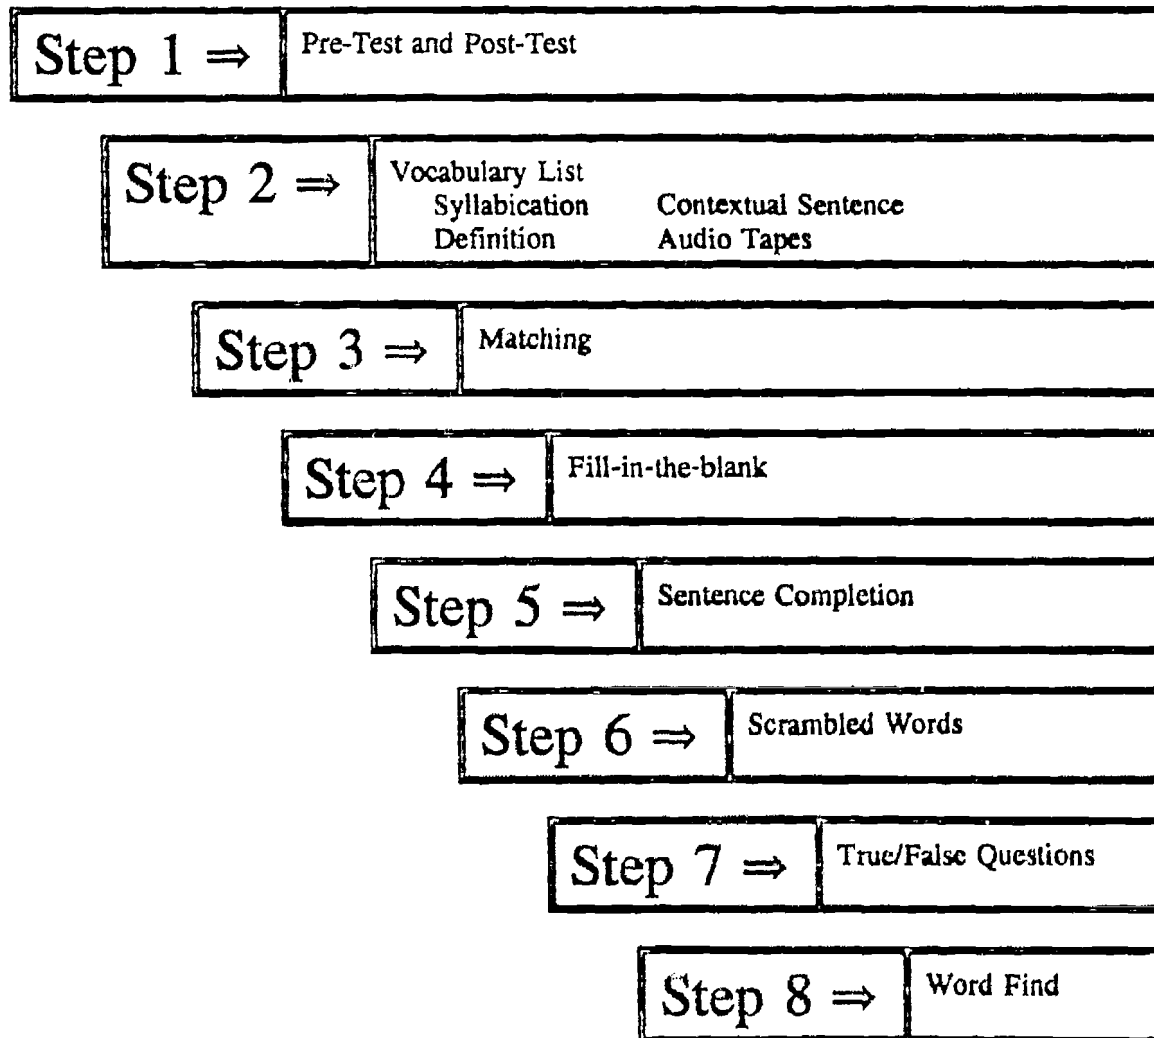 Step 1 ⇒ Pre-Test and Post-Test
Step 2 ⇒ Vocabulary List
Syllabication Contextual Sentence
Definition Audio Tapes
Step 3 ⇒ Matching
Step 4 ⇒ Fill-in-the-blank
Step 5 ⇒ Sentence Completion
Step 6 ⇒ Scrambled Words
Step 7 ⇒ True/False Questions
Step 8 ⇒ Word Find